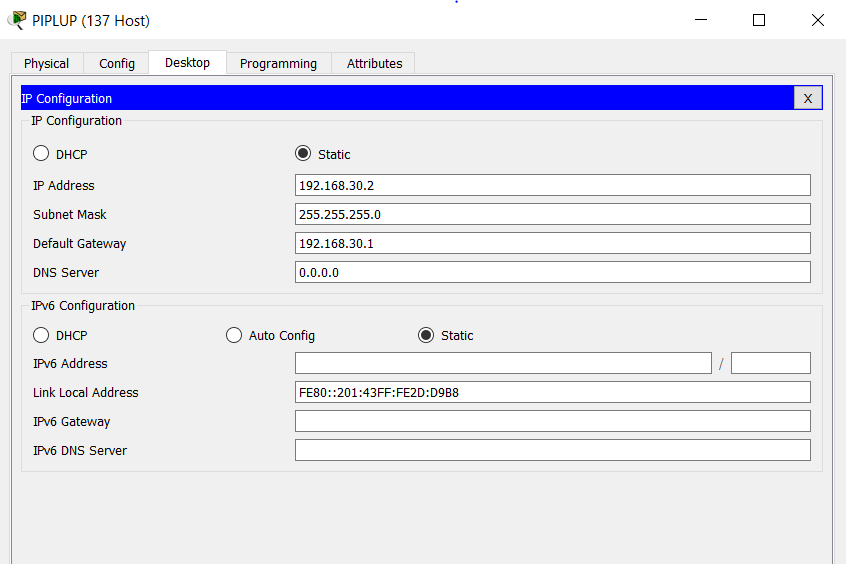 PIPLUP (137 Host)
Physical Config Desktop Programming Attributes
IP Configuration X
IP Configuration
DHCP Static
IP Address 192.168.30.2
Subnet Mask 255.255.255.0
Default Gateway 192.168.30.1
DNS Server 0.0.0.0
IPv6 Configuration
DHCP Auto Config Static
IPv6 Address /
Link Local Address FE80::201:43FF:FE2D:D9B8
IPv6 Gateway
IPv6 DNS Server